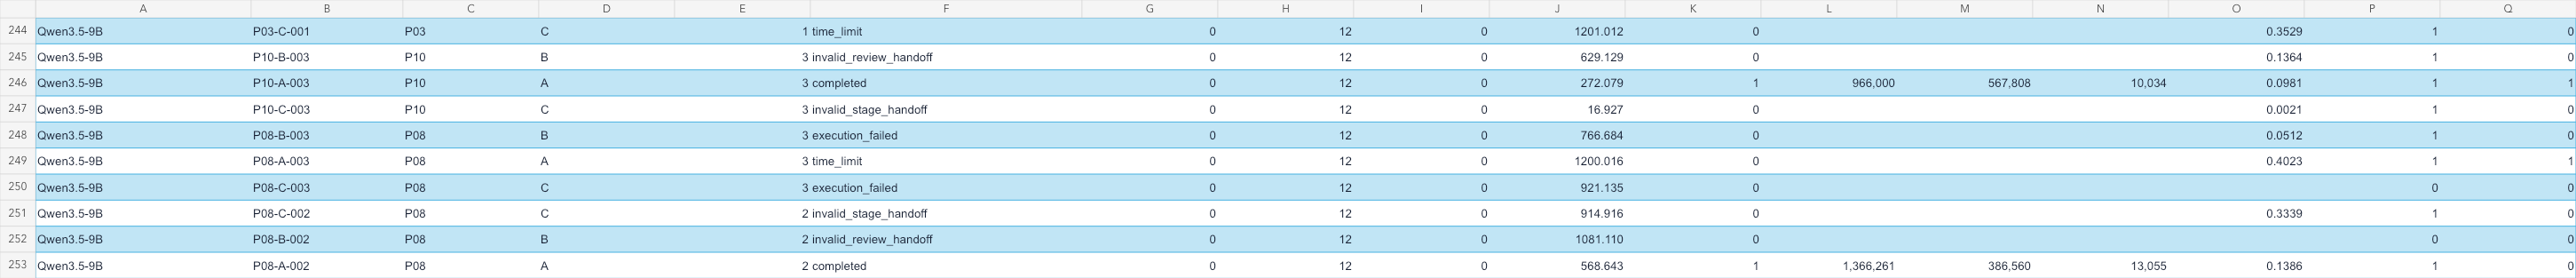 A B C D E F G H I J K L M N O P Q
244 Qwen3.5-9B P03-C-001 P03 C 1 time_limit 0 12 0 1201.012 0 0.3529 1 0
245 Qwen3.5-9B P10-B-003 P10 B 3 invalid_review_handoff 0 12 0 629.129 0 0.1364 1 0
246 Qwen3.5-9B P10-A-003 P10 A 3 completed 0 12 0 272.079 1 966,000 567,808 10,034 0.0981 1 1
247 Qwen3.5-9B P10-C-003 P10 C 3 invalid_stage_handoff 0 12 0 16.927 0 0.0021 1 0
248 Qwen3.5-9B P08-B-003 P08 B 3 execution_failed 0 12 0 766.684 0 0.0512 1 0
249 Qwen3.5-9B P08-A-003 P08 A 3 time_limit 0 12 0 1200.016 0 0.4023 1 1
250 Qwen3.5-9B P08-C-003 P08 C 3 execution_failed 0 12 0 921.135 0 0 0
251 Qwen3.5-9B P08-C-002 P08 C 2 invalid_stage_handoff 0 12 0 914.916 0 0.3339 1 0
252 Qwen3.5-9B P08-B-002 P08 B 2 invalid_review_handoff 0 12 0 1081.110 0 0 0
253 Qwen3.5-9B P08-A-002 P08 A 2 completed 0 12 0 568.643 1 1,366,261 386,560 13,055 0.1386 1 0